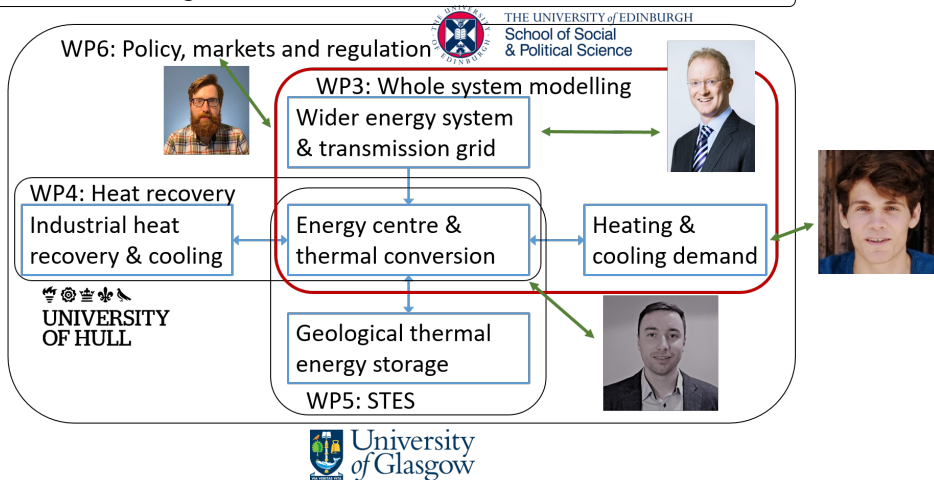 THE UNIVERSITY of EDINBURGH
School of Social
& Political Science
WP6: Policy, markets and regulation
WP3: Whole system modelling
Wider energy system
& transmission grid
WP4: Heat recovery
Industrial heat
recovery & cooling
Energy centre &
thermal conversion
Heating &
cooling demand
UNIVERSITY
OF HULL
Geological thermal
energy storage
WP5: STES
University
of Glasgow